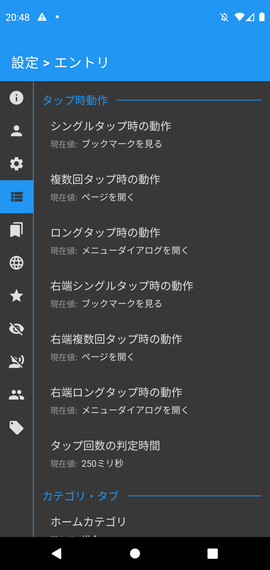 20:48
設定 > エントリ
タップ時動作
シングルタップ時の動作
現在値: ブックマークを見る
複数回タップ時の動作
現在値: ページを開く
ロングタップ時の動作
現在値: メニューダイアログを開く
右端シングルタップ時の動作
現在値: ブックマークを見る
右端複数回タップ時の動作
現在値: ページを開く
右端ロングタップ時の動作
現在値: メニューダイアログを開く
タップ回数の判定時間
現在値: 250ミリ秒
カテゴリ・タブ
ホームカテゴリ